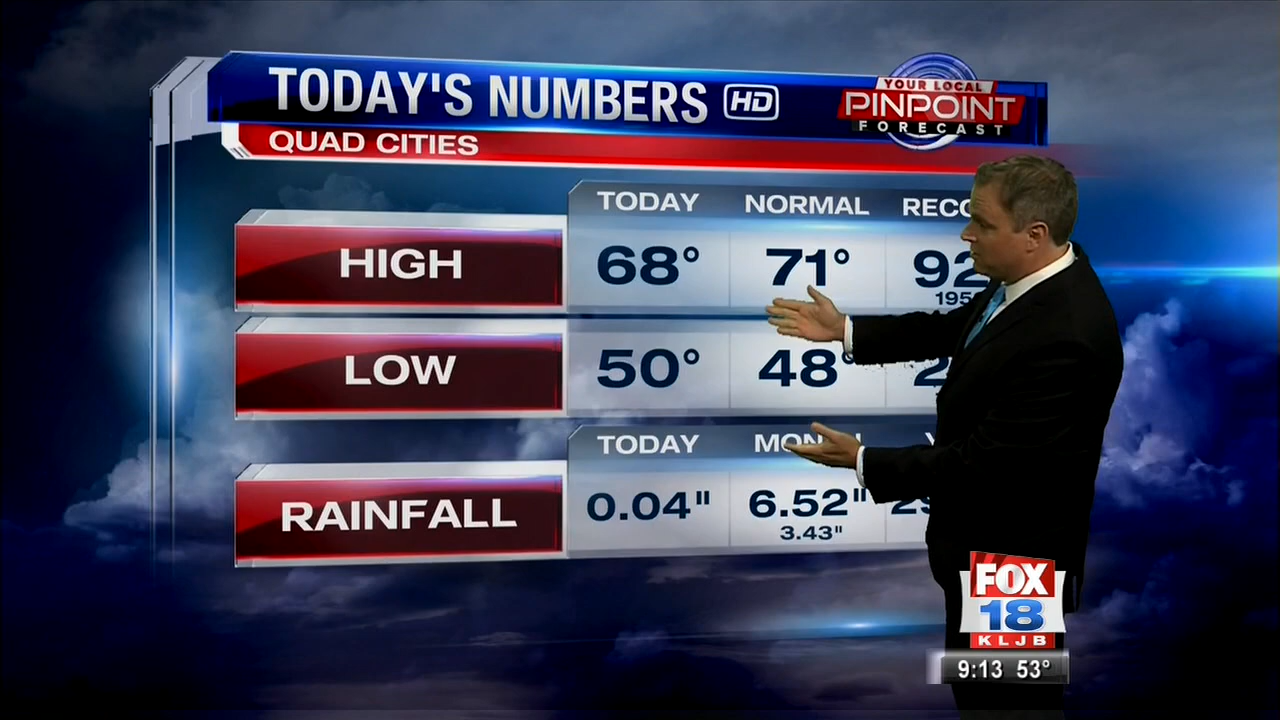 TODAY'S NUMBERS HD
YOUR LOCAL
PINPOINT
FORECAST
QUAD CITIES
TODAY NORMAL
HIGH 68° 71° 92
LOW 50° 48°
TODAY
RAINFALL 0.04" 6.52"
3.43"
FOX
18
KLJB
9:13 53°